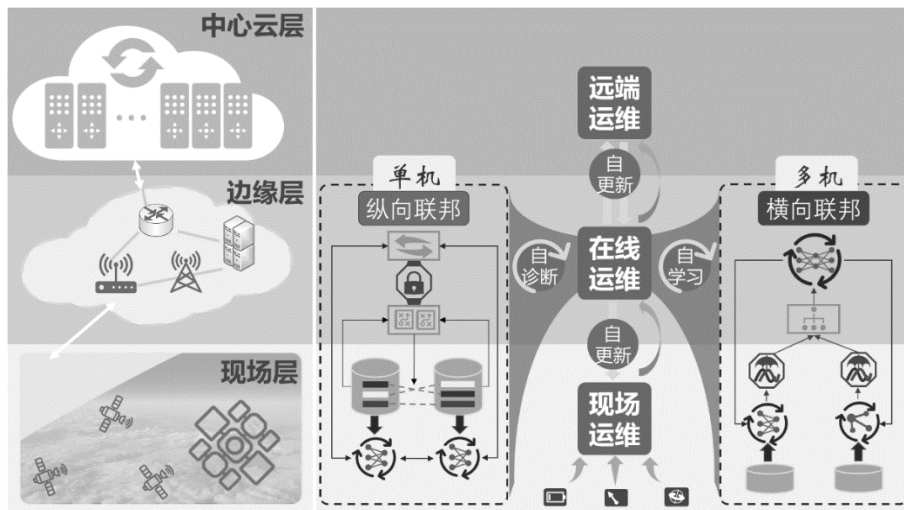 中心云层
边缘层
现场层
单机
纵向联邦
远端
运维
自
更新
在线
运维
自
诊断
自
学习
自
更新
现场
运维
多机
横向联邦